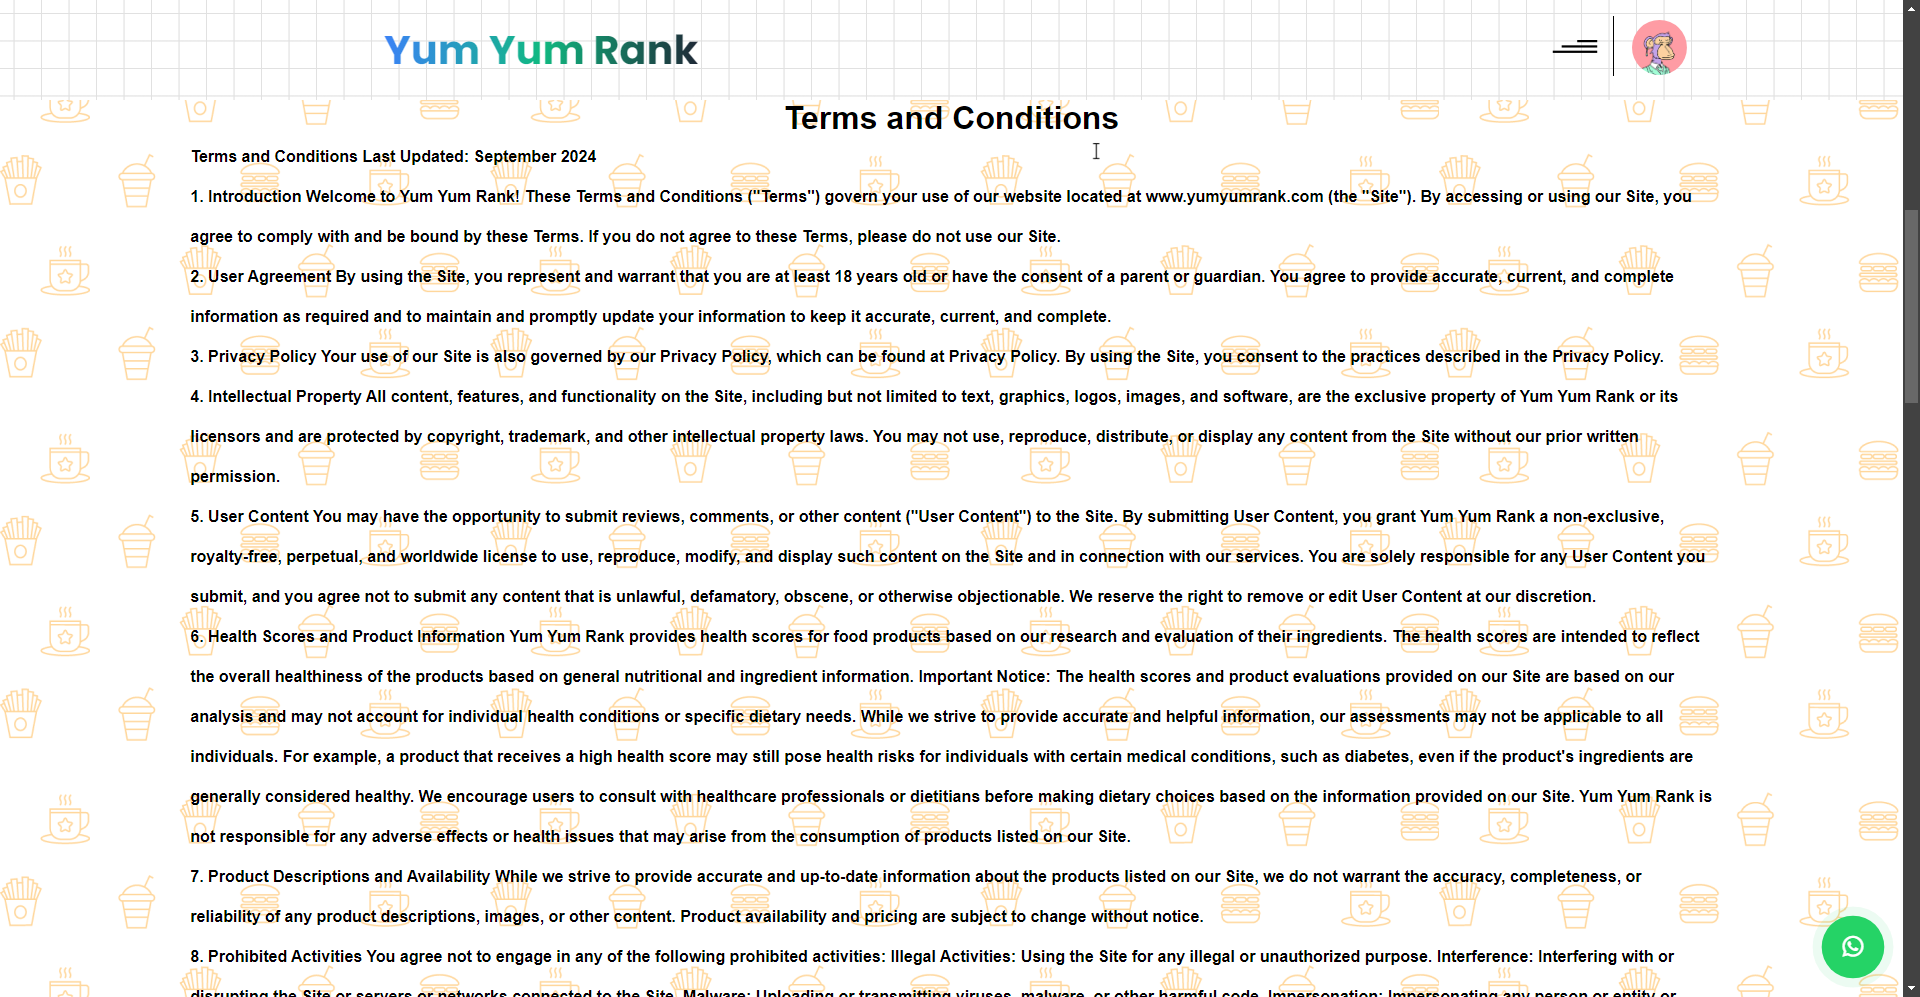 Yum Yum Rank
Terms and Conditions
Terms and Conditions Last Updated: September 2024
1. Introduction Welcome to Yum Yum Rank! These Terms and Conditions ("Terms") govern your use of our website located at www.yumyumrank.com (the "Site"). By accessing or using our Site, you
agree to comply with and be bound by these Terms. If you do not agree to these Terms, please do not use our Site.
2. User Agreement By using the Site, you represent and warrant that you are at least 18 years old or have the consent of a parent or guardian. You agree to provide accurate, current, and complete
information as required and to maintain and promptly update your information to keep it accurate, current, and complete.
3. Privacy Policy Your use of our Site is also governed by our Privacy Policy, which can be found at Privacy Policy. By using the Site, you consent to the practices described in the Privacy Policy.
4. Intellectual Property All content, features, and functionality on the Site, including but not limited to text, graphics, logos, images, and software, are the exclusive property of Yum Yum Rank or its
licensors and are protected by copyright, trademark, and other intellectual property laws. You may not use, reproduce, distribute, or display any content from the Site without our prior written
permission.
5. User Content You may have the opportunity to submit reviews, comments, or other content ("User Content") to the Site. By submitting User Content, you grant Yum Yum Rank a non-exclusive,
royalty-free, perpetual, and worldwide license to use, reproduce, modify, and display such content on the Site and in connection with our services. You are solely responsible for any User Content you
submit, and you agree not to submit any content that is unlawful, defamatory, obscene, or otherwise objectionable. We reserve the right to remove or edit User Content at our discretion.
6. Health Scores and Product Information Yum Yum Rank provides health scores for food products based on our research and evaluation of their ingredients. The health scores are intended to reflect
the overall healthiness of the products based on general nutritional and ingredient information. Important Notice: The health scores and product evaluations provided on our Site are based on our
analysis and may not account for individual health conditions or specific dietary needs. While we strive to provide accurate and helpful information, our assessments may not be applicable to all
individuals. For example, a product that receives a high health score may still pose health risks for individuals with certain medical conditions, such as diabetes, even if the product's ingredients are
generally considered healthy. We encourage users to consult with healthcare professionals or dietitians before making dietary choices based on the information provided on our Site. Yum Yum Rank is
not responsible for any adverse effects or health issues that may arise from the consumption of products listed on our Site.
7. Product Descriptions and Availability While we strive to provide accurate and up-to-date information about the products listed on our Site, we do not warrant the accuracy, completeness, or
reliability of any product descriptions, images, or other content. Product availability and pricing are subject to change without notice.
8. Prohibited Activities You agree not to engage in any of the following prohibited activities: Illegal Activities: Using the Site for any illegal or unauthorized purpose. Interference: Interfering with or
disrupting the Site or servers or networks connected to the Site. Malware: Uploading or transmitting viruses, malware, or other harmful code. Impersonation: Impersonating any person or entity or